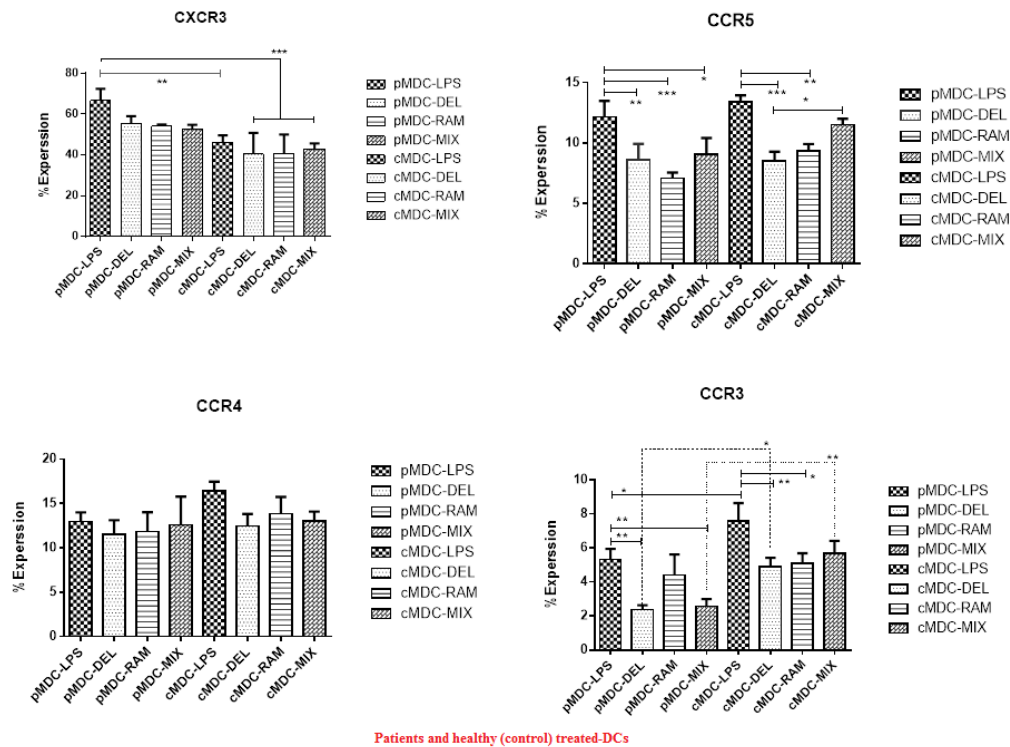 CXCR3
***
**
80
60
40
20
0
% Experssion
pMDC-LPS
pMDC-DEL
pMDC-RAM
pMDC-MIX
cMDC-LPS
cMDC-DEL
cMDC-RAM
cMDC-MIX
pMDC-LPS
pMDC-DEL
pMDC-RAM
pMDC-MIX
cMDC-LPS
cMDC-DEL
cMDC-RAM
cMDC-MIX
CCR5
** *** * *** ** *
15
10
5
0
% Experssion
pMDC-LPS
pMDC-DEL
pMDC-RAM
pMDC-MIX
cMDC-LPS
cMDC-DEL
cMDC-RAM
cMDC-MIX
pMDC-LPS
pMDC-DEL
pMDC-RAM
pMDC-MIX
cMDC-LPS
cMDC-DEL
cMDC-RAM
cMDC-MIX
CCR4
20
15
10
5
0
% Experssion
pMDC-LPS
pMDC-DEL
pMDC-RAM
pMDC-MIX
cMDC-LPS
cMDC-DEL
cMDC-RAM
cMDC-MIX
pMDC-LPS
pMDC-DEL
pMDC-RAM
pMDC-MIX
cMDC-LPS
cMDC-DEL
cMDC-RAM
cMDC-MIX
CCR3
*
**
* ** *
**
**
8
6
4
2
0
% Experssion
pMDC-LPS
pMDC-DEL
pMDC-RAM
pMDC-MIX
cMDC-LPS
cMDC-DEL
cMDC-RAM
cMDC-MIX
pMDC-LPS
pMDC-DEL
pMDC-RAM
pMDC-MIX
cMDC-LPS
cMDC-DEL
cMDC-RAM
cMDC-MIX
Patients and healthy (control) treated-DCs